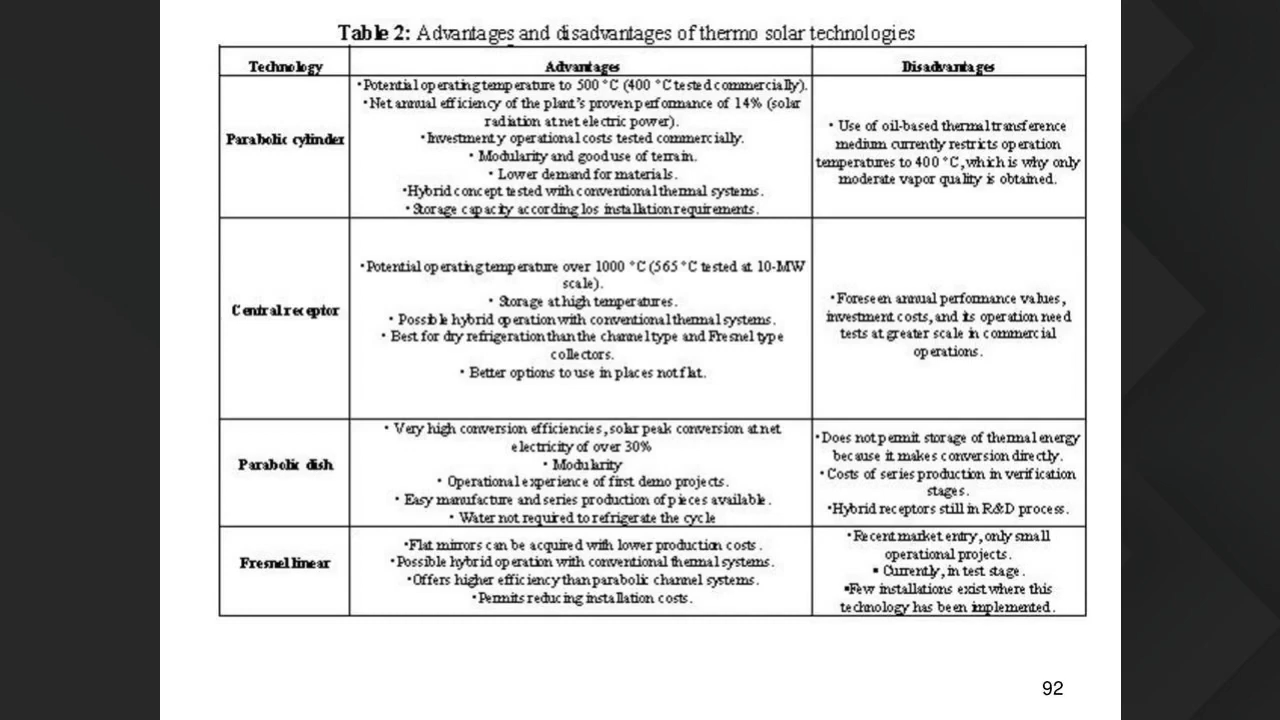 Table 2: Advantages and disadvantages of thermo solar technologies
Technology
Advantages
Disadvantages
Parabolic cylinder
•Potential operating temperature to 500 °C (400 °C tested commercially).
•Net annual efficiency of the plant's proven performance of 14% (solar
radiation at net electric power).
•Investment y operational costs tested commercially.
• Modularity and good use of terrain.
• Lower demand for materials.
•Hybrid concept tested with conventional thermal systems.
• Storage capacity according los installation requirements.
• Use of oil-based thermal transference
medium currently restricts operation
temperatures to 400 °C, which is why only
moderate vapor quality is obtained.
Central receptor
•Potential operating temperature over 1000 °C (565 °C tested at 10-MW
scale).
• Storage at high temperatures.
• Possible hybrid operation with conventional thermal systems.
• Best for dry refrigeration than the channel type and Fresnel type
collectors.
• Better options to use in places not flat.
•Foreseen annual performance values,
investment costs, and its operation need
tests at greater scale in commercial
operations.
Parabolic dish
• Very high conversion efficiencies, solar peak conversion at net
electricity of over 30%
• Modularity
• Operational experience of first demo projects.
• Easy manufacture and series production of pieces available.
• Water not required to refrigerate the cycle
•Does not permit storage of thermal energy
because it makes conversion directly.
• Costs of series production in verification
stages.
•Hybrid receptors still in R&D process.
Fresnel linear
•Flat mirrors can be acquired with lower production costs.
•Possible hybrid operation with conventional thermal systems.
•Offers higher efficiency than parabolic channel systems.
•Permits reducing installation costs.
•Recent market entry, only small
operational projects.
• Currently, in test stage.
•Few installations exist where this
technology has been implemented.
92